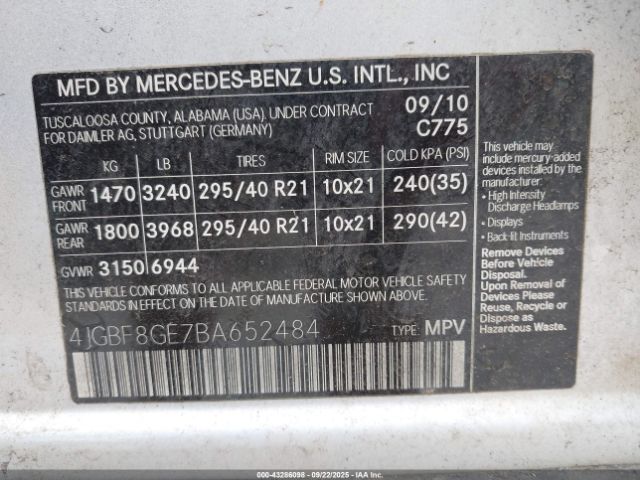 MFD BY MERCEDES-BENZ U.S. INTL., INC
TUSCALOOSA COUNTY, ALABAMA (USA). UNDER CONTRACT
FOR DAIMLER AG, STUTTGART (GERMANY)
09/10
C775
KG LB TIRES RIM SIZE COLD KPA (PSI)
GAWR FRONT 1470 3240 295/40 R21 10x21 240(35)
GAWR REAR 1800 3968 295/40 R21 10x21 290(42)
GVWR 3150 6944
THIS VEHICLE CONFORMS TO ALL APPLICABLE FEDERAL MOTOR VEHICLE SAFETY
STANDARDS IN EFFECT ON THE DATE OF MANUFACTURE SHOWN ABOVE.
4JGBF8GE7BA652484
TYPE: MPV
This vehicle may
include mercury-added
devices installed by the
manufacturer:
• High Intensity
Discharge Headlamps
• Displays
• Back-lit Instruments
Remove Devices
Before Vehicle
Disposal.
Upon Removal of
Devices Please
Reuse, Recycle or
Dispose as
Hazardous Waste.
000-43286098 - 09/22/2025 - IAA Inc.